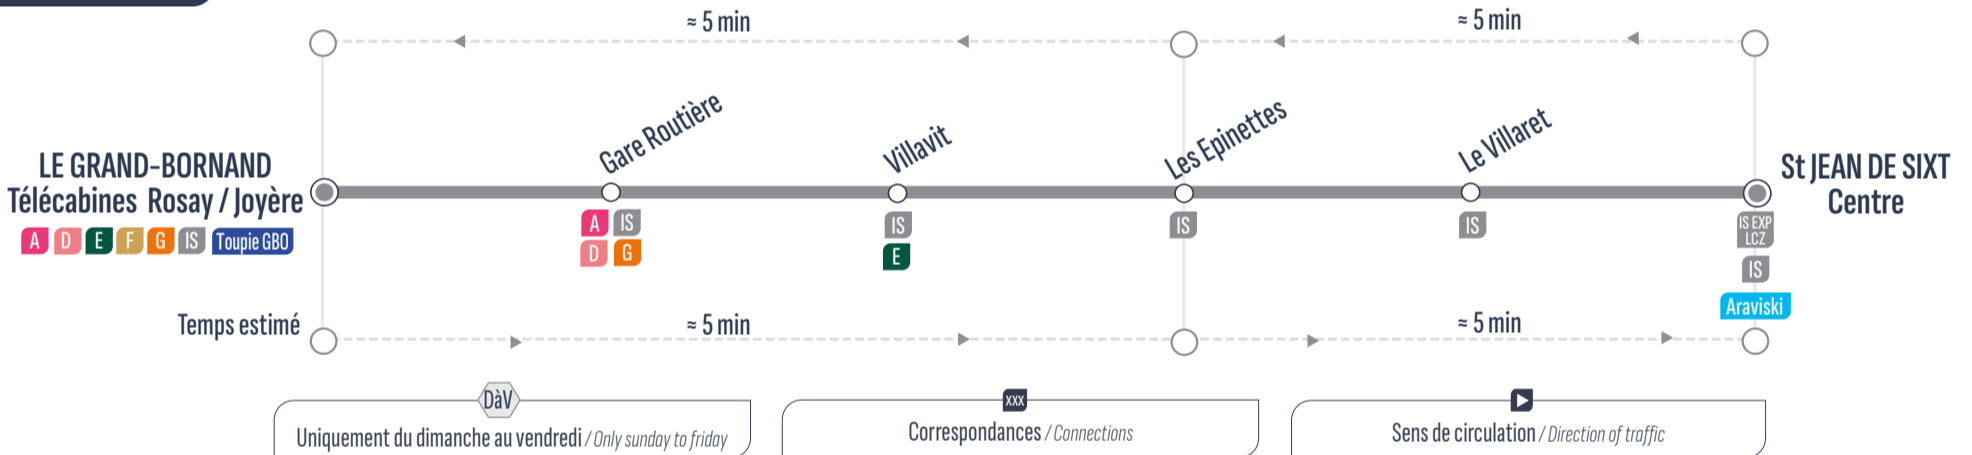 ≈ 5 min
≈ 5 min
Gare Routière
Villavit
Les Epinettes
Le Villaret
LE GRAND-BORNAND
Télécabines Rosay / Joyère
St JEAN DE SIXT
Centre
A D E F G IS Toupie GBO
A IS
D G
IS
E
IS
IS
IS EXP
LCZ
IS
Araviski
Temps estimé
≈ 5 min
≈ 5 min
DàV
Uniquement du dimanche au vendredi / Only sunday to friday
XXX
Correspondances / Connections
Sens de circulation / Direction of traffic